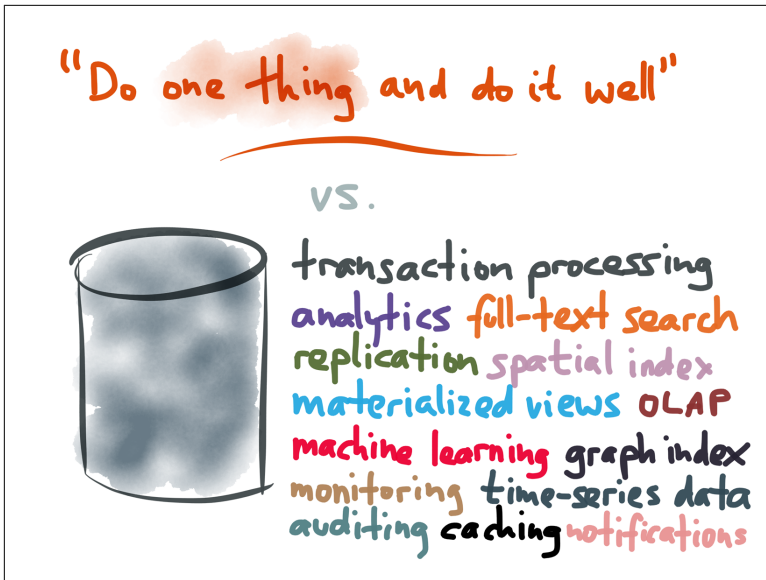 "Do one thing and do it well"
vs.
transaction processing
analytics full-text search
replication spatial index
materialized views OLAP
machine learning graph index
monitoring time-series data
auditing caching notifications